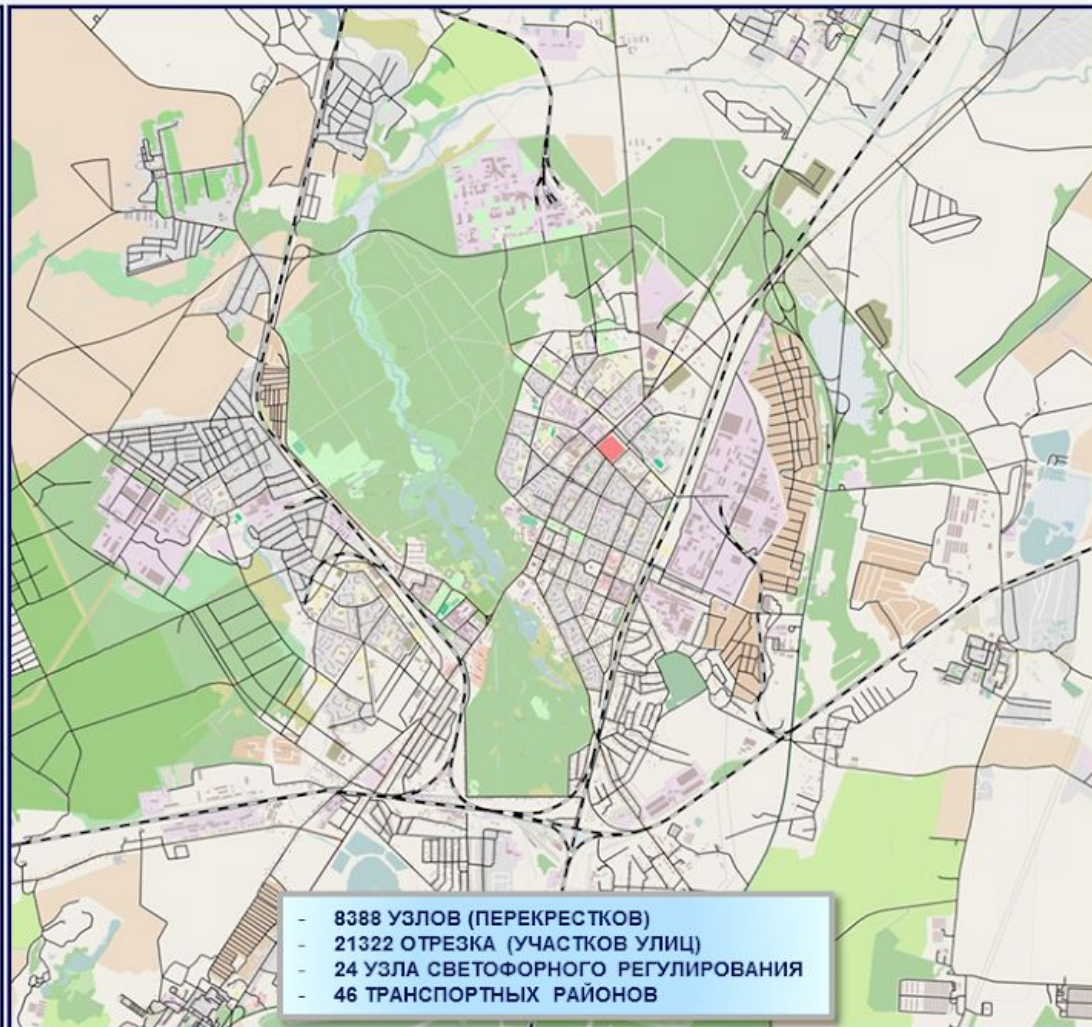 - 8388 УЗЛОВ (ПЕРЕКРЕСТКОВ)
- 21322 ОТРЕЗКА (УЧАСТКОВ УЛИЦ)
- 24 УЗЛА СВЕТОФОРНОГО РЕГУЛИРОВАНИЯ
- 46 ТРАНСПОРТНЫХ РАЙОНОВ